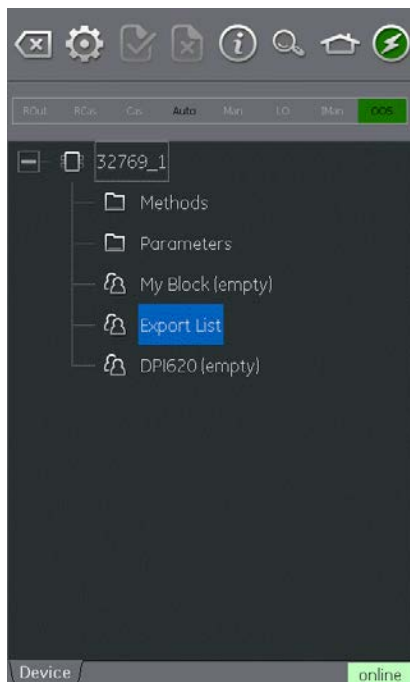 ROut RCas Cas Auto Man LO IMan OOS
32769_1
Methods
Parameters
My Block (empty)
Export List
DPI620 (empty)
Device online